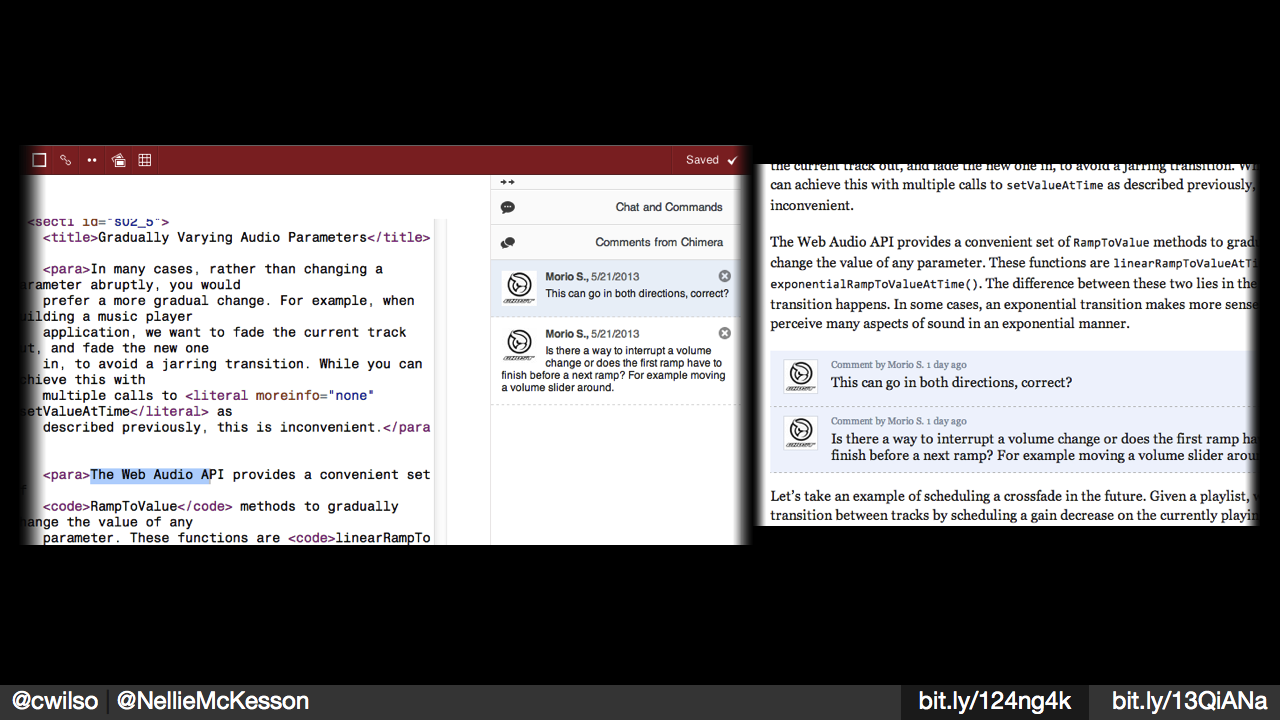 Saved
<sect1 id="s02_5">
<title>Gradually Varying Audio Parameters</title>
<para>In many cases, rather than changing a
arameter abruptly, you would
prefer a more gradual change. For example, when
uilding a music player
application, we want to fade the current track
ut, and fade the new one
in, to avoid a jarring transition. While you can
chieve this with
multiple calls to <literal moreinfo="none"
setValueAtTime</literal> as
described previously, this is inconvenient.</para
<para>The Web Audio API provides a convenient set
f
<code>RampToValue</code> methods to gradually
hange the value of any
parameter. These functions are <code>linearRampTo
Chat and Commands
Comments from Chimera
Morio S., 5/21/2013
This can go in both directions, correct?
Morio S., 5/21/2013
Is there a way to interrupt a volume
change or does the first ramp have to
finish before a next ramp? For example moving
a volume slider around.
the current track out, and fade the new one in, to avoid a jarring transition. Wh
can achieve this with multiple calls to setValueAtTime as described previously,
inconvenient.
The Web Audio API provides a convenient set of RampToValue methods to grad
change the value of any parameter. These functions are linearRampToValueAtTi
exponentialRampToValueAtTime(). The difference between these two lies in the
transition happens. In some cases, an exponential transition makes more sense
perceive many aspects of sound in an exponential manner.
Comment by Morio S. 1 day ago
This can go in both directions, correct?
Comment by Morio S. 1 day ago
Is there a way to interrupt a volume change or does the first ramp ha
finish before a next ramp? For example moving a volume slider arou
Let's take an example of scheduling a crossfade in the future. Given a playlist, w
transition between tracks by scheduling a gain decrease on the currently playin
@cwilso | @NellieMcKesson
bit.ly/124ng4k
bit.ly/13QiANa